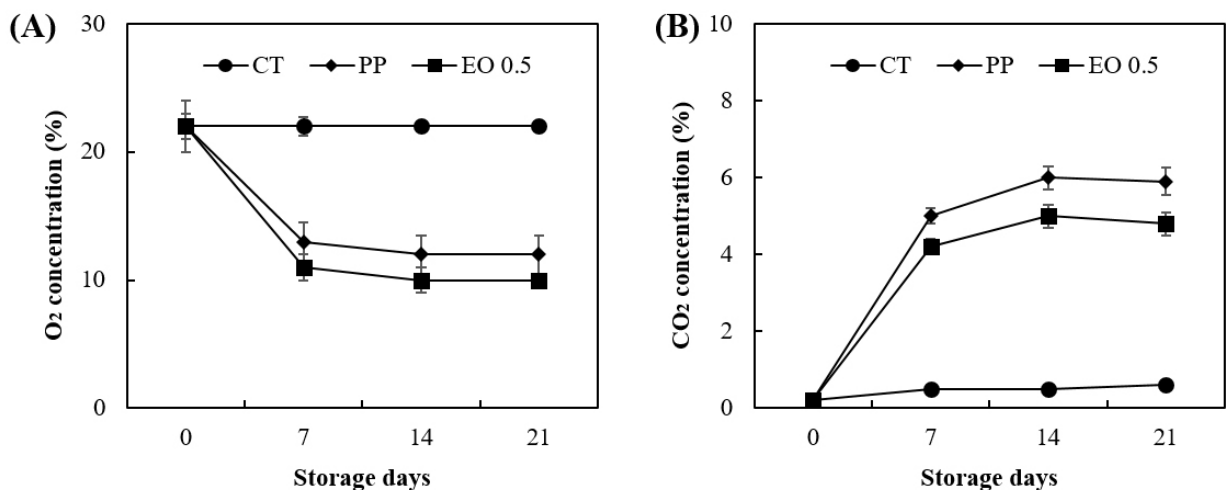 (A)
O2 concentration (%)
30
20
10
0
CT PP EO 0.5
0 7 14 21
Storage days
(B)
CO2 concentration (%)
10
8
6
4
2
0
CT PP EO 0.5
0 7 14 21
Storage days